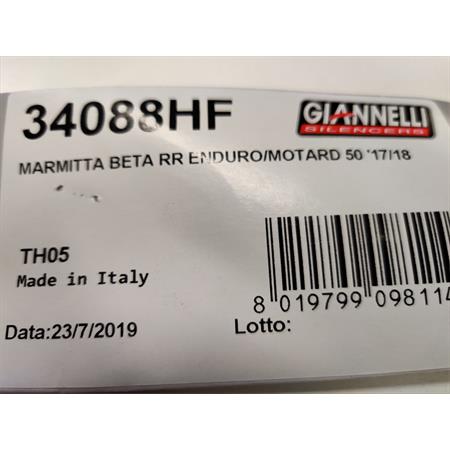 34088HF
GIANNELLI
SILENCERS
MARMITTA BETA RR ENDURO/MOTARD 50 '17/18
TH05
Made in Italy
8 019799 098114
Data:23/7/2019
Lotto: